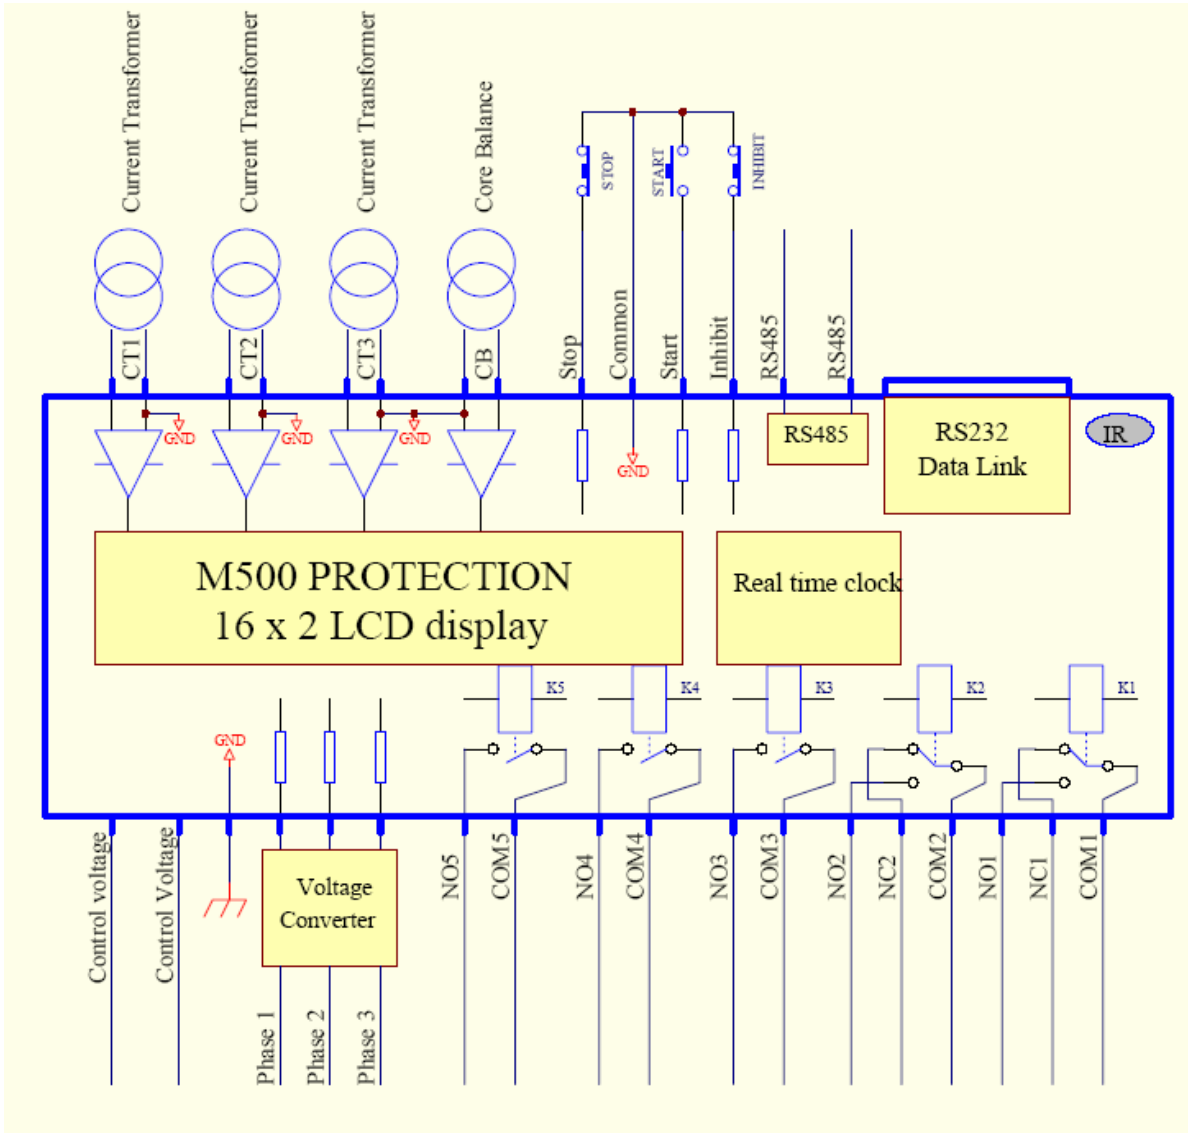 Current Transformer
Current Transformer
Current Transformer
Core Balance
STOP
START
INHIBIT
CT1
CT2
CT3
CB
Stop
Common
Start
Inhibit
RS485
RS485
GND
GND
GND
GND
RS485
RS232
Data Link
IR
M500 PROTECTION
16 x 2 LCD display
Real time clock
K5
K4
K3
K2
K1
GND
Control voltage
Control Voltage
Voltage
Converter
NO5
COM5
NO4
COM4
NO3
COM3
NO2
NC2
COM2
NO1
NC1
COM1
Phase 1
Phase 2
Phase 3